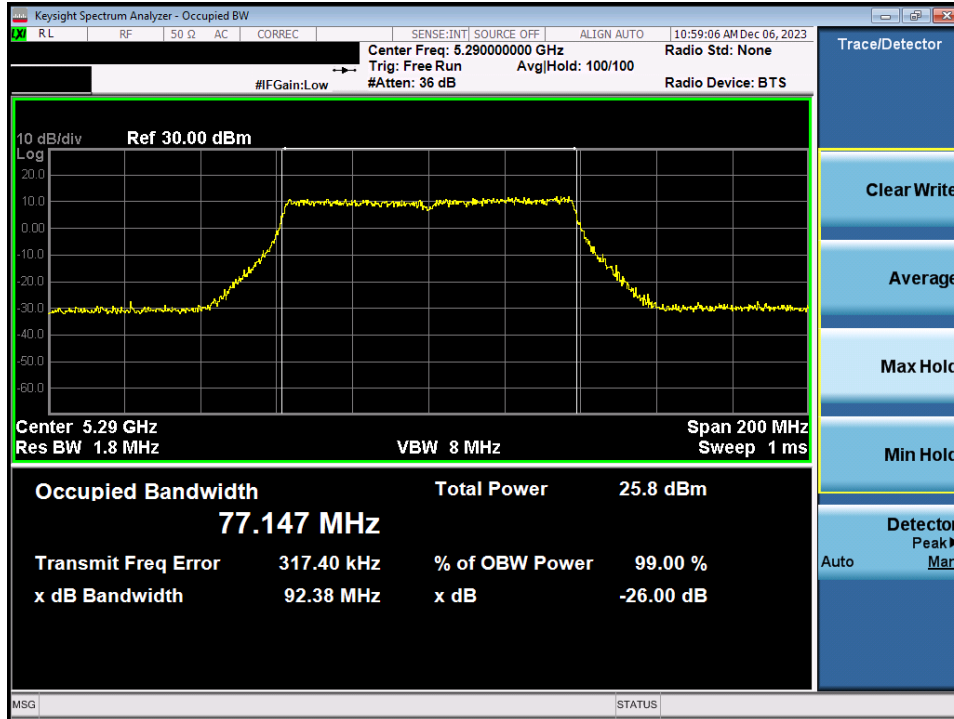 Keysight Spectrum Analyzer - Occupied BW
LXI RL RF 50 Ω AC CORREC SENSE:INT SOURCE OFF ALIGN AUTO 10:59:06 AM Dec 06, 2023
Center Freq: 5.290000000 GHz Radio Std: None
Trig: Free Run Avg|Hold: 100/100
#IFGain:Low #Atten: 36 dB Radio Device: BTS
10 dB/div Ref 30.00 dBm
Log
20.0
10.0
0.00
-10.0
-20.0
-30.0
-40.0
-50.0
-60.0
Center 5.29 GHz Span 200 MHz
Res BW 1.8 MHz VBW 8 MHz Sweep 1 ms
Occupied Bandwidth Total Power 25.8 dBm
77.147 MHz
Transmit Freq Error 317.40 kHz % of OBW Power 99.00 %
x dB Bandwidth 92.38 MHz x dB -26.00 dB
MSG STATUS
Trace/Detector
Clear Write
Average
Max Hold
Min Hold
Detector
Peak
Auto Man